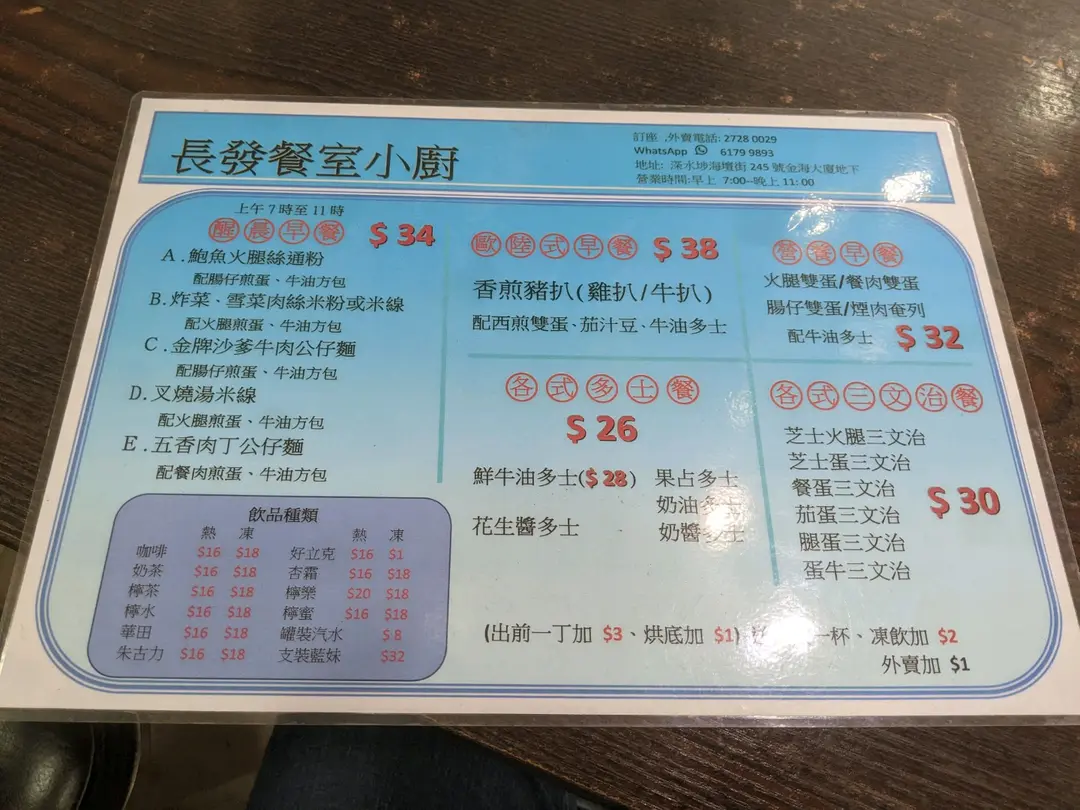 長發餐室小廚
訂座 ,外賣電話: 2728 0029
WhatsApp 6179 9893
地址: 深水埗海壇街 245 號金海大廈地下
營業時間:早上 7:00–晚上 11: 00
上午 7 時至 11 時
醒晨早餐 $ 34
A .鮑魚火腿絲通粉
配腸仔煎蛋、牛油方包
B. 炸菜、雪菜肉絲米粉或米線
配火腿煎蛋、牛油方包
C . 金牌沙爹牛肉公仔麵
配腸仔煎蛋、牛油方包
D. 叉燒湯米線
配火腿煎蛋、牛油方包
E . 五香肉丁公仔麵
配餐肉煎蛋、牛油方包
飲品種類
熱 凍 熱 凍
咖啡 $16 $18 好立克 $16 $1
奶茶 $16 $18 杏霜 $16 $18
檸茶 $16 $18 檸樂 $20 $18
檸水 $16 $18 檸蜜 $16 $18
華田 $16 $18 罐裝汽水 $ 8
朱古力 $16 $18 支裝藍妹 $32
歐陸式早餐 $ 38
香煎豬扒(雞扒/牛扒)
配西煎雙蛋、茄汁豆、牛油多士
營養早餐
火腿雙蛋/餐肉雙蛋
腸仔雙蛋/煙肉奄列
配牛油多士 $ 32
各式多士餐
$ 26
鮮牛油多士($ 28) 果占多士
奶油多士
花生醬多士 奶醬多士
各式三文治餐
芝士火腿三文治
芝士蛋三文治
餐蛋三文治 $ 30
茄蛋三文治
腿蛋三文治
蛋牛三文治
(出前一丁加 $3、烘底加 $1) 一杯、凍飲加 $2
外賣加 $1